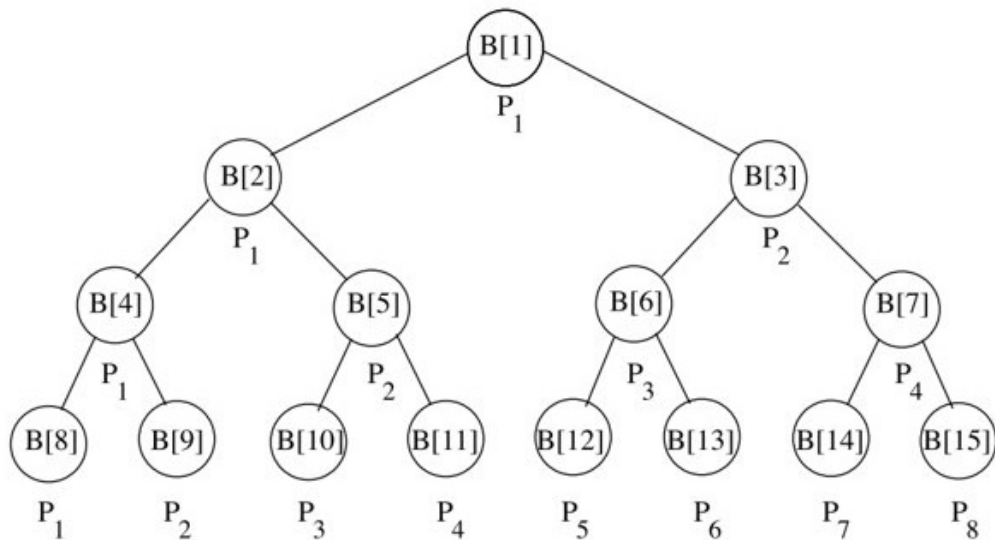 B[1]
P1
B[2] B[3]
P1 P2
B[4] B[5] B[6] B[7]
P1 P2 P3 P4
B[8] B[9] B[10] B[11] B[12] B[13] B[14] B[15]
P1 P2 P3 P4 P5 P6 P7 P8